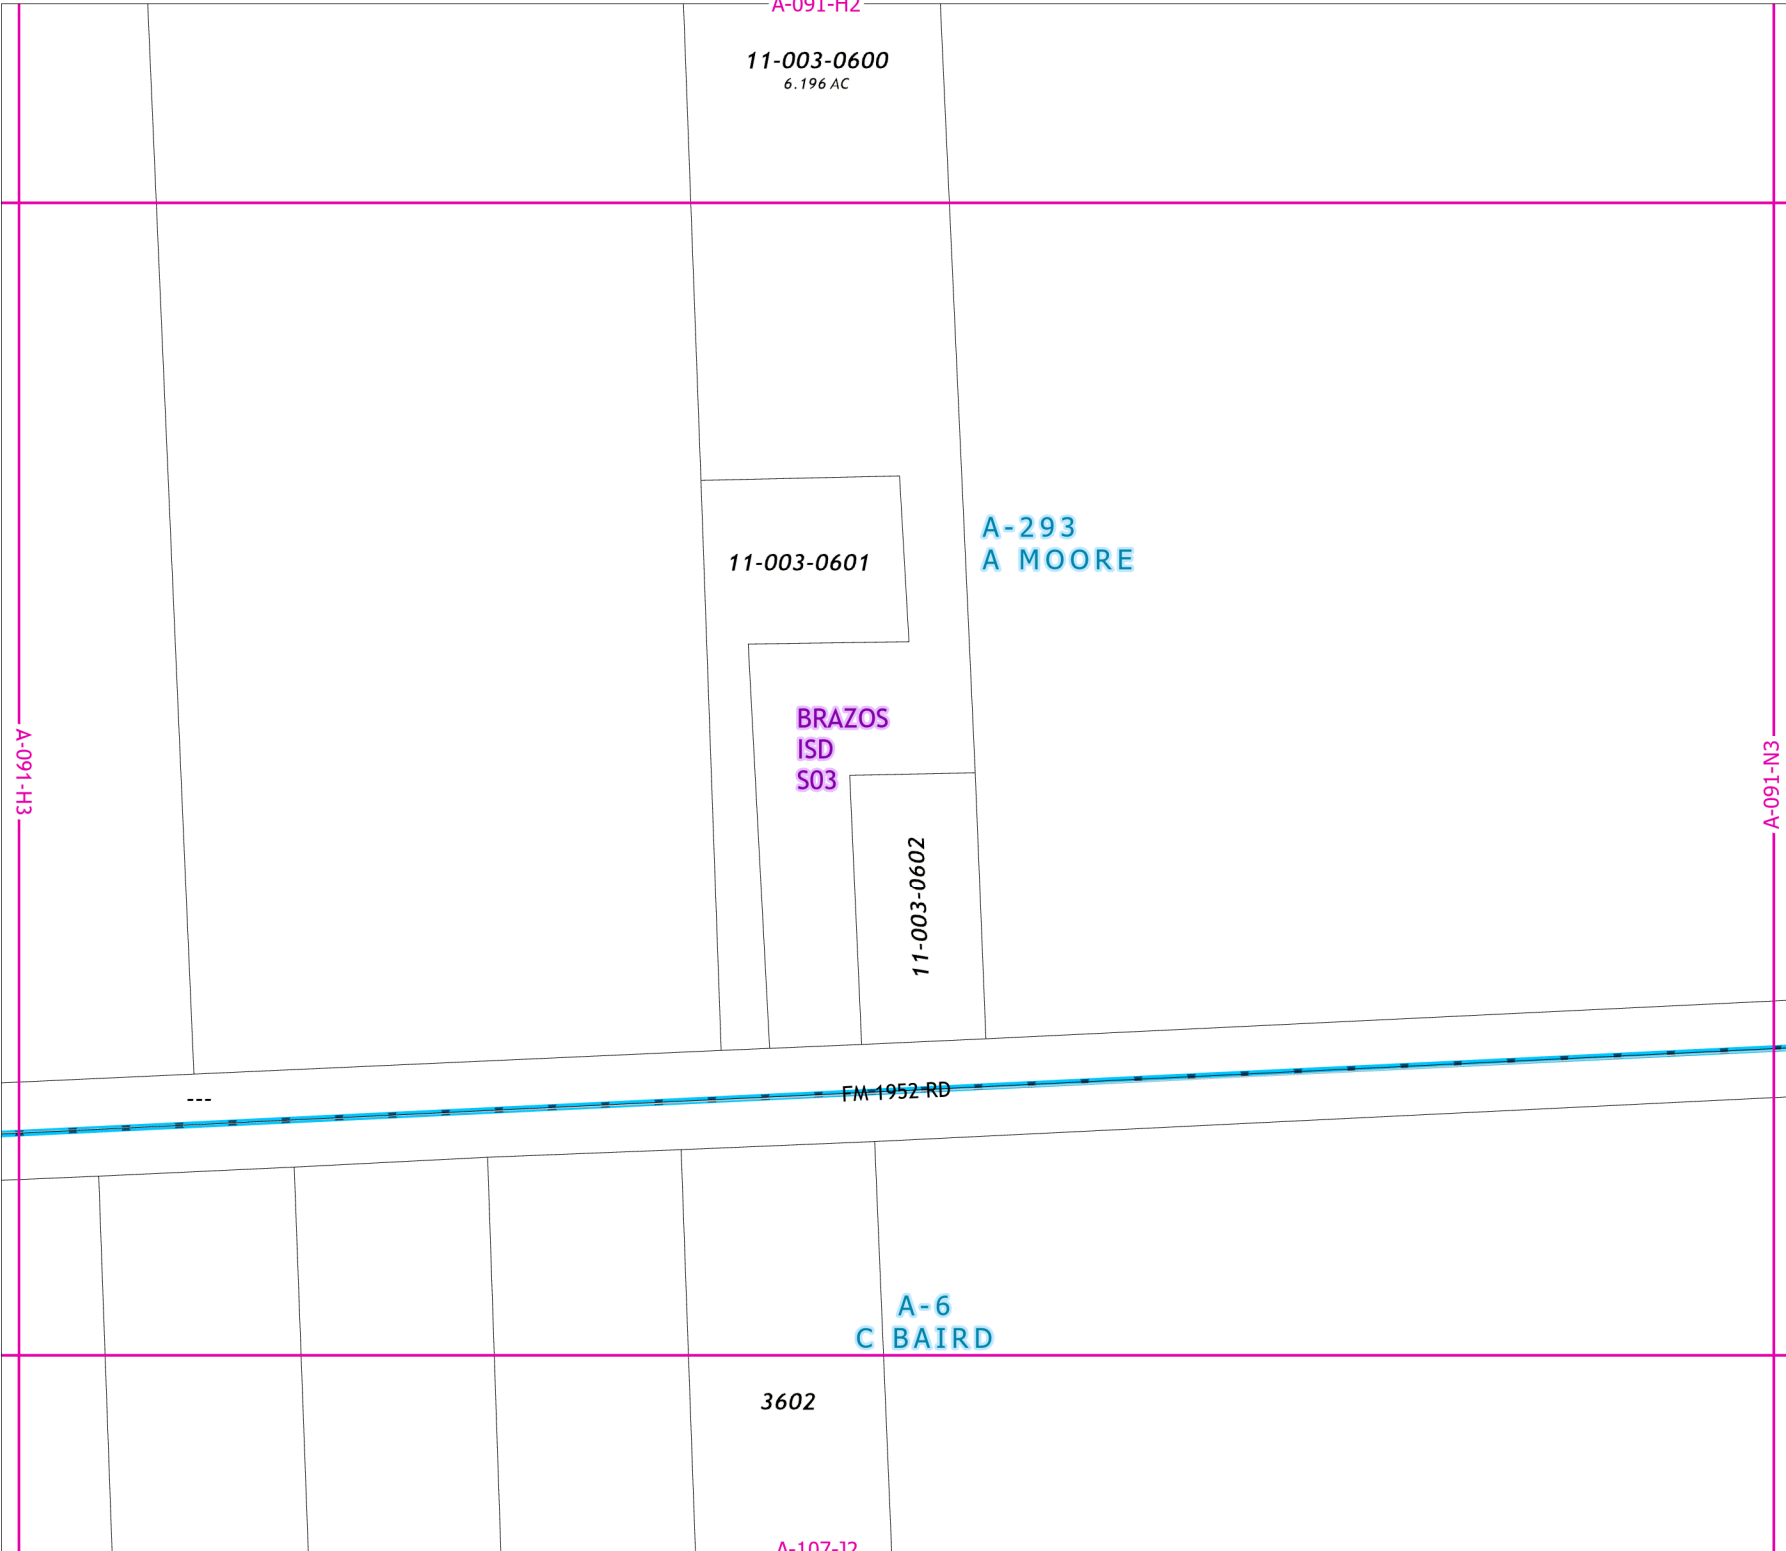 A-091-H2
11-003-0600
6.196 AC
A-293
A MOORE
11-003-0601
BRAZOS
ISD
S03
A-091-H3
A-091-N3
11-003-0602
---
FM 1952 RD
A-6
C BAIRD
3602
A-107-J2